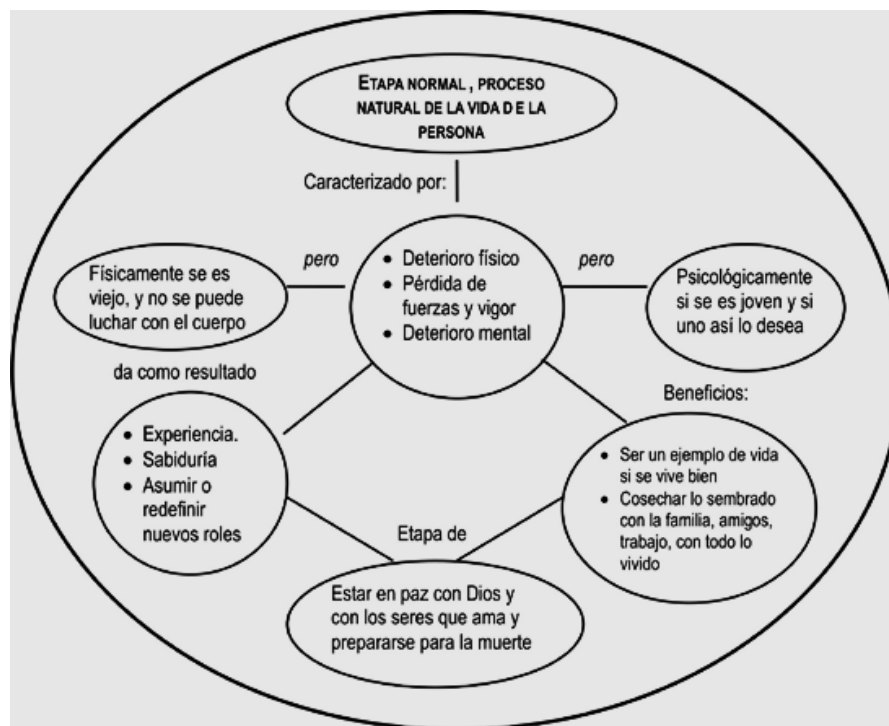 ETAPA NORMAL , PROCESO
NATURAL DE LA VIDA D E LA
PERSONA
Caracterizado por:
Físicamente se es
viejo, y no se puede
luchar con el cuerpo
pero
• Deterioro físico
• Pérdida de
fuerzas y vigor
• Deterioro mental
pero
Psicológicamente
si se es joven y si
uno así lo desea
da como resultado
• Experiencia.
• Sabiduría
• Asumir o
redefinir
nuevos roles
Beneficios:
• Ser un ejemplo de vida
si se vive bien
• Cosechar lo sembrado
con la familia, amigos,
trabajo, con todo lo
vivido
Etapa de
Estar en paz con Dios y
con los seres que ama y
prepararse para la muerte